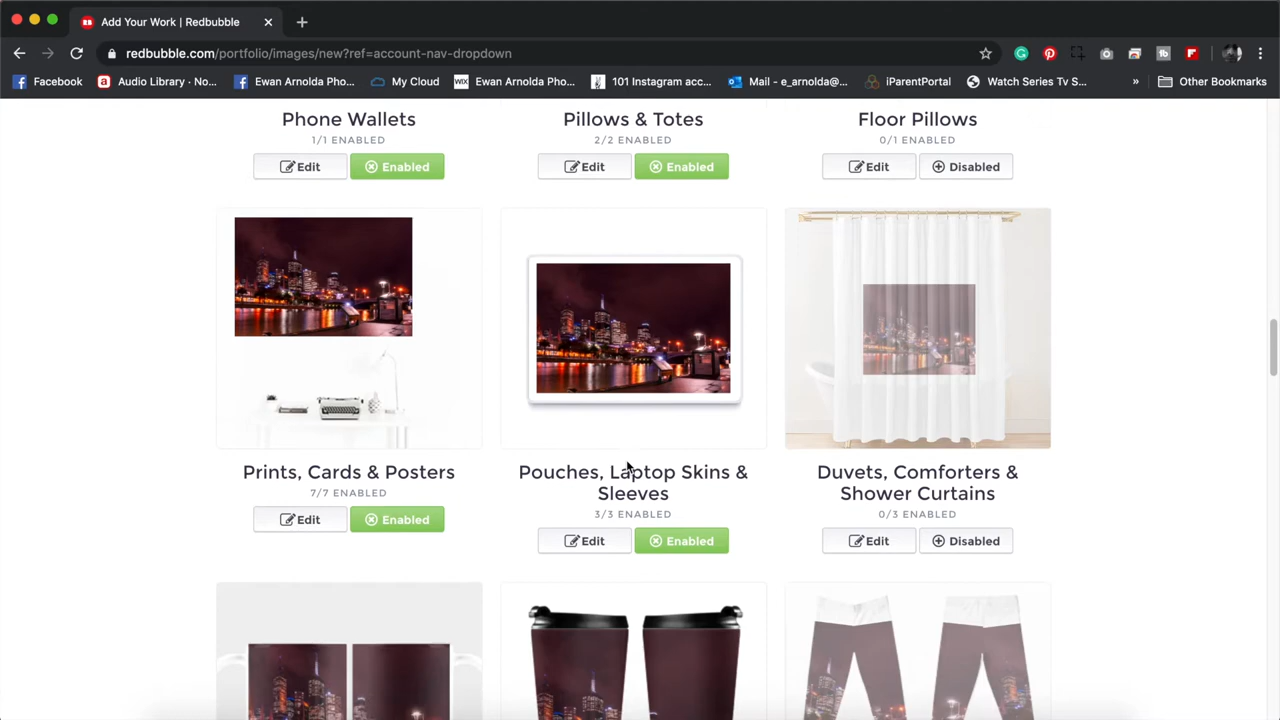 Add Your Work | Redbubble
redbubble.com/portfolio/images/new?ref=account-nav-dropdown
Facebook Audio Library · No... Ewan Arnolda Pho... My Cloud WIX Ewan Arnolda Pho... 101 Instagram acc... Mail - e_arnolda@... iParentPortal Watch Series Tv S... » Other Bookmarks
Phone Wallets Pillows & Totes Floor Pillows
1/1 ENABLED 2/2 ENABLED 0/1 ENABLED
Edit Enabled Edit Enabled Edit Disabled
Prints, Cards & Posters
7/7 ENABLED
Edit Enabled
Pouches, Laptop Skins &
Sleeves
3/3 ENABLED
Edit Enabled
Duvets, Comforters &
Shower Curtains
0/3 ENABLED
Edit Disabled